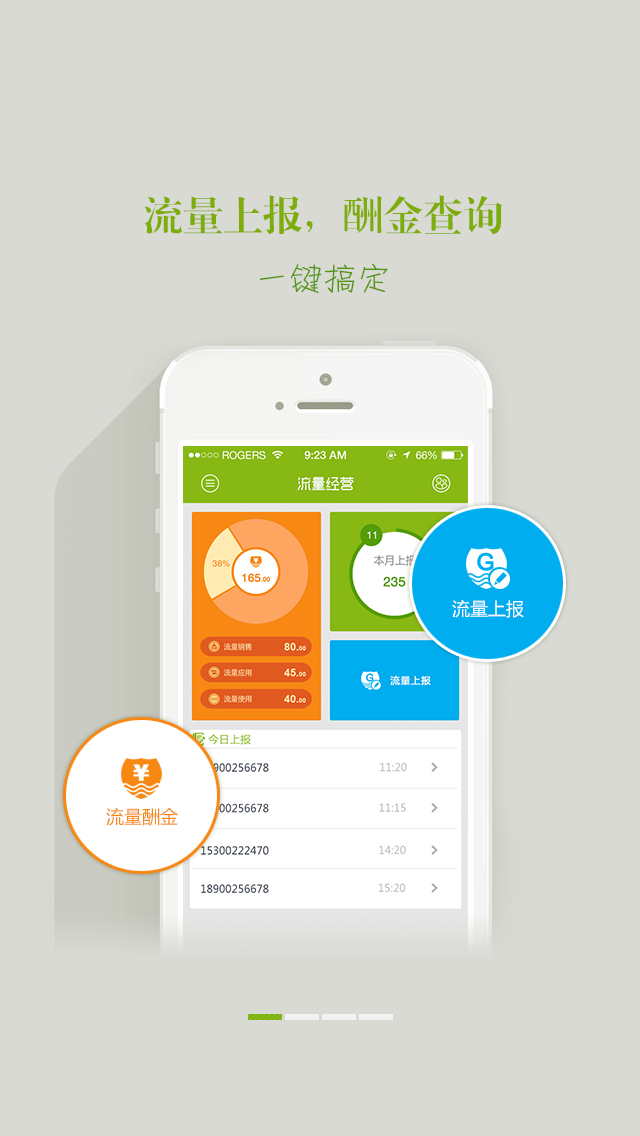 流量上报，酬金查询
一键搞定
ROGERS 9:23 AM 66%
流量经营
38%
165.00
流量销售 80.00
流量应用 45.00
流量使用 40.00
11
本月上报
235
G
流量上报
G 流量上报
今日上报
900256678 11:20
00256678 11:15
15300222470 14:20
18900256678 15:20
¥
流量酬金